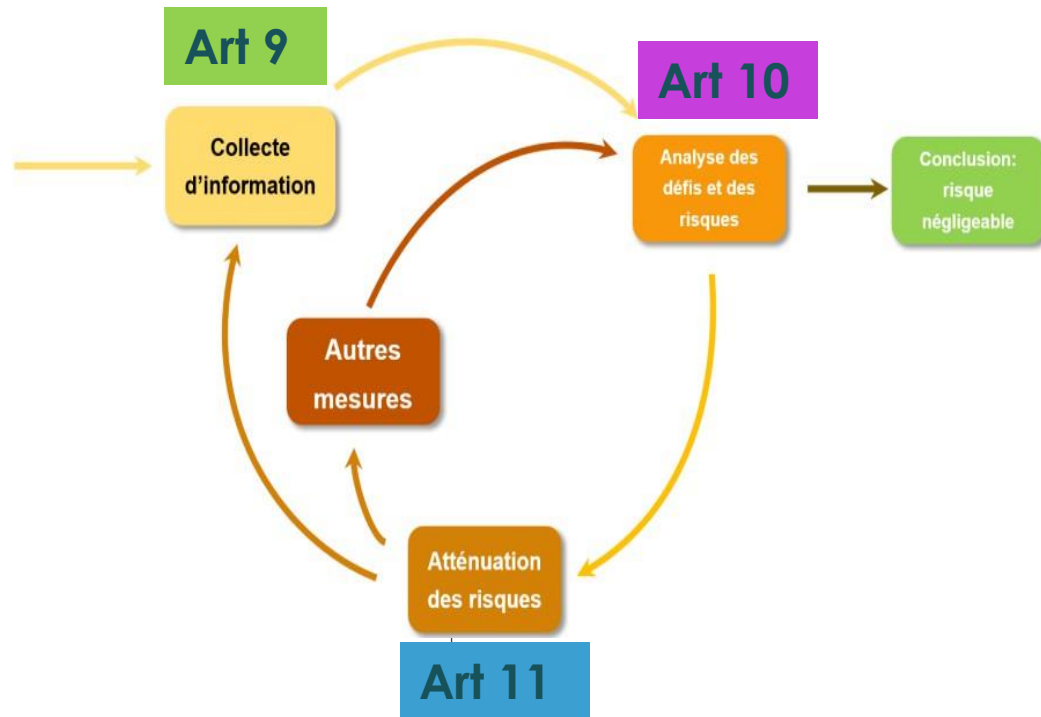 Art 9
Art 10
Collecte
d’information
Analyse des
défis et des
risques
Conclusion:
risque
négligeable
Autres
mesures
Atténuation
des risques
Art 11